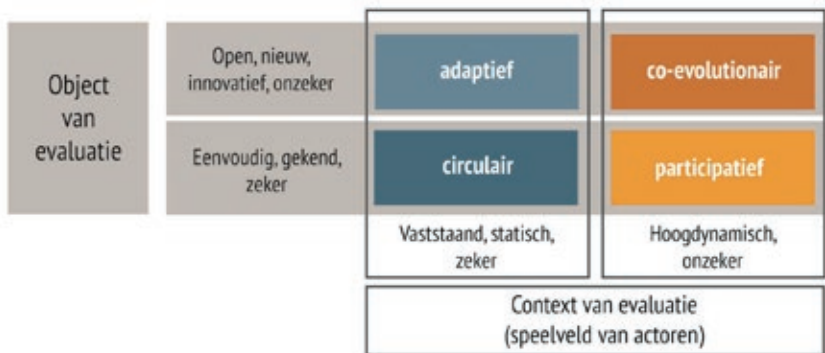 Object
van
evaluatie
Open, nieuw,
innovatief, onzeker
adaptief
co-evolutionair
Eenvoudig, gekend,
zeker
circulair
participatief
Vaststaand, statisch,
zeker
Hoogdynamisch,
onzeker
Context van evaluatie
(speelveld van actoren)